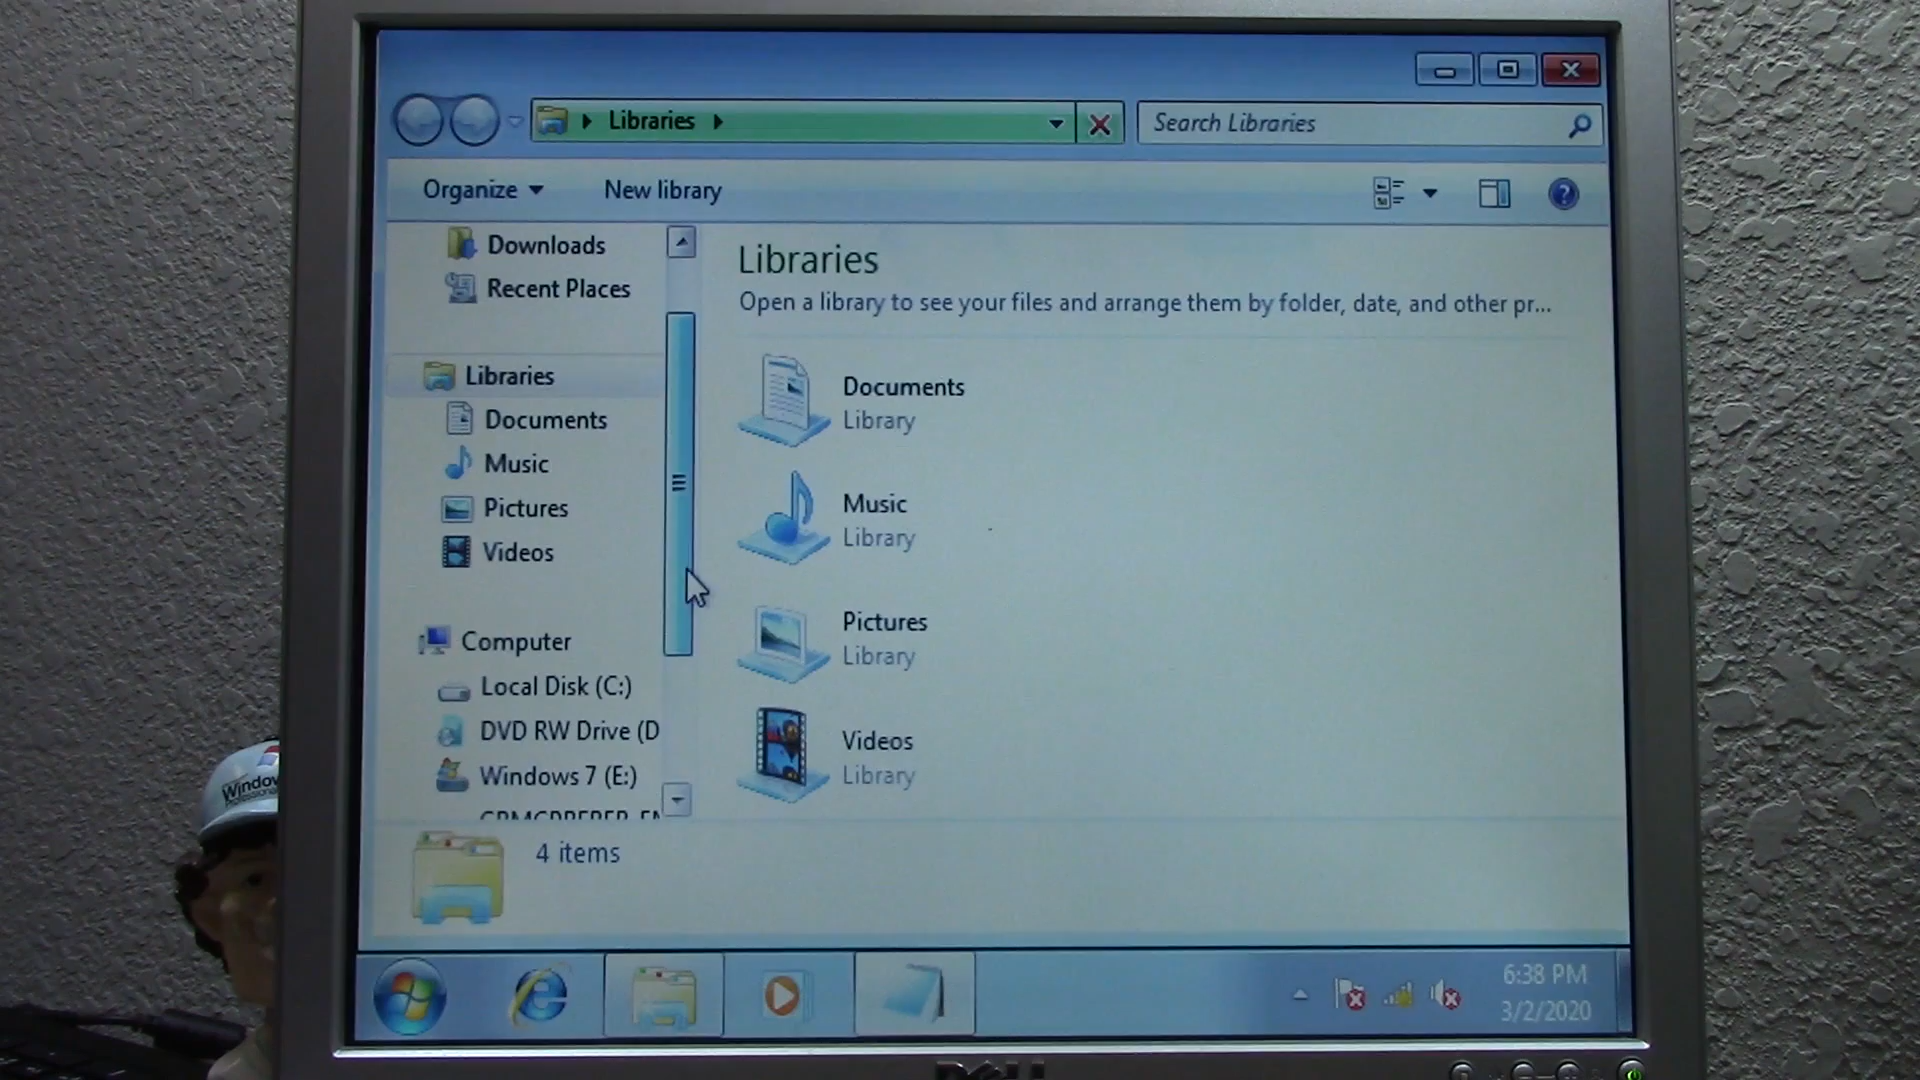 Libraries
Search Libraries
Organize
New library
Downloads
Recent Places
Libraries
Documents
Music
Pictures
Videos
Computer
Local Disk (C:)
DVD RW Drive (D
Windows 7 (E:)
Libraries
Open a library to see your files and arrange them by folder, date, and other pr...
Documents
Library
Music
Library
Pictures
Library
Videos
Library
4 items
6:38 PM
3/2/2020
Window
Professional
DELL